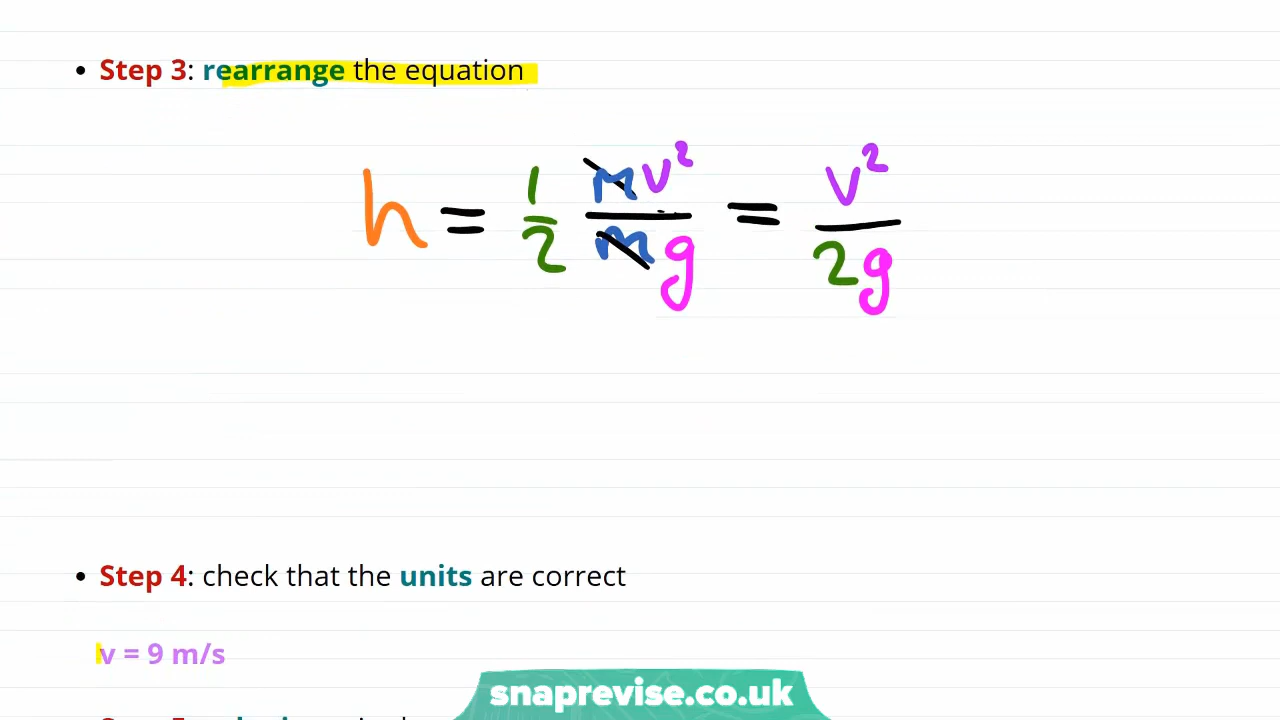 • Step 3: rearrange the equation
h = 1/2 mv²/mg = v²/2g
• Step 4: check that the units are correct
v = 9 m/s
snaprevise.co.uk